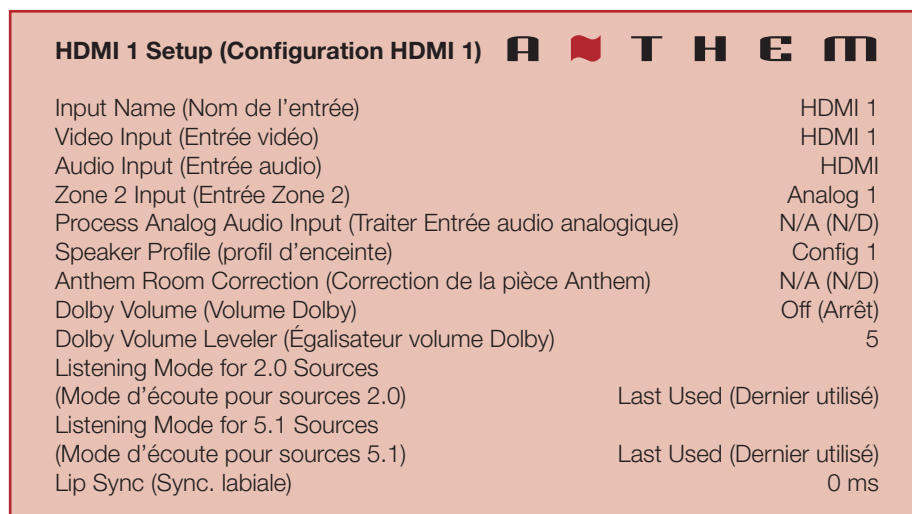 HDMI 1 Setup (Configuration HDMI 1) ANTHEM
Input Name (Nom de l’entrée) HDMI 1
Video Input (Entrée vidéo) HDMI 1
Audio Input (Entrée audio) HDMI
Zone 2 Input (Entrée Zone 2) Analog 1
Process Analog Audio Input (Traiter Entrée audio analogique) N/A (N/D)
Speaker Profile (profil d’enceinte) Config 1
Anthem Room Correction (Correction de la pièce Anthem) N/A (N/D)
Dolby Volume (Volume Dolby) Off (Arrêt)
Dolby Volume Leveler (Égalisateur volume Dolby) 5
Listening Mode for 2.0 Sources
(Mode d’écoute pour sources 2.0) Last Used (Dernier utilisé)
Listening Mode for 5.1 Sources
(Mode d’écoute pour sources 5.1) Last Used (Dernier utilisé)
Lip Sync (Sync. labiale) 0 ms